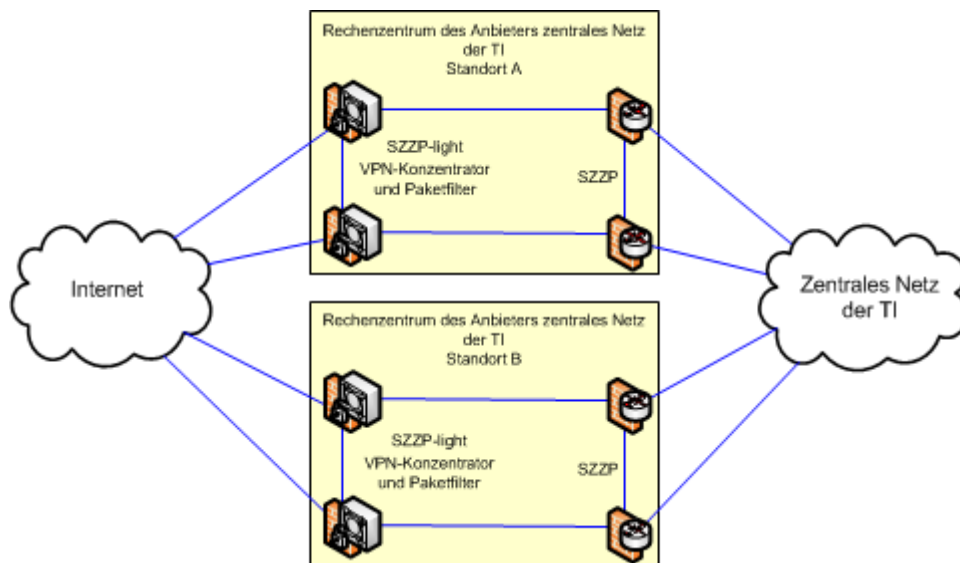 Rechenzentrum des Anbieters zentrales Netz
der TI
Standort A
SZZP-light
VPN-Konzentrator
und Paketfilter
SZZP
Internet
Zentrales Netz
der TI
Rechenzentrum des Anbieters zentrales Netz
der TI
Standort B
SZZP-light
VPN-Konzentrator
und Paketfilter
SZZP